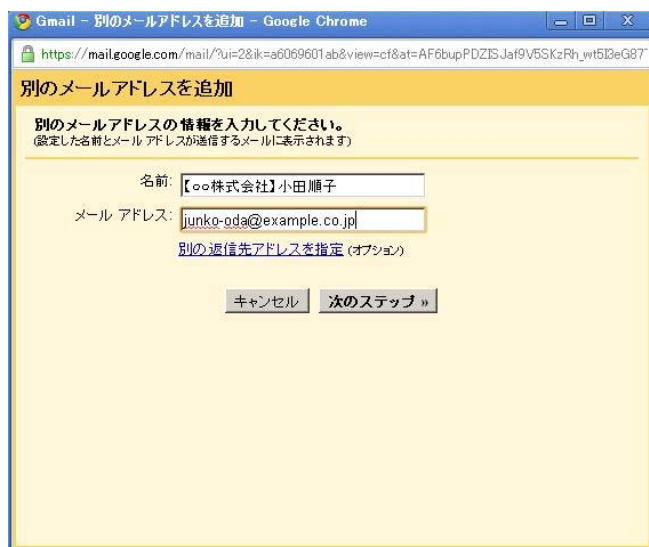 Gmail - 別のメールアドレスを追加 - Google Chrome
https://mail.google.com/mail/?ui=2&ik=a6069601ab&view=cf&at=AF6bupPDZISJaf9V5SKzRh_wt5I3eG87
別のメールアドレスを追加
別のメールアドレスの情報を入力してください。
(設定した名前とメール アドレスが送信するメールに表示されます)
名前: 【○○株式会社】小田順子
メール アドレス: junko-oda@example.co.jp
別の返信先アドレスを指定 (オプション)
キャンセル 次のステップ »